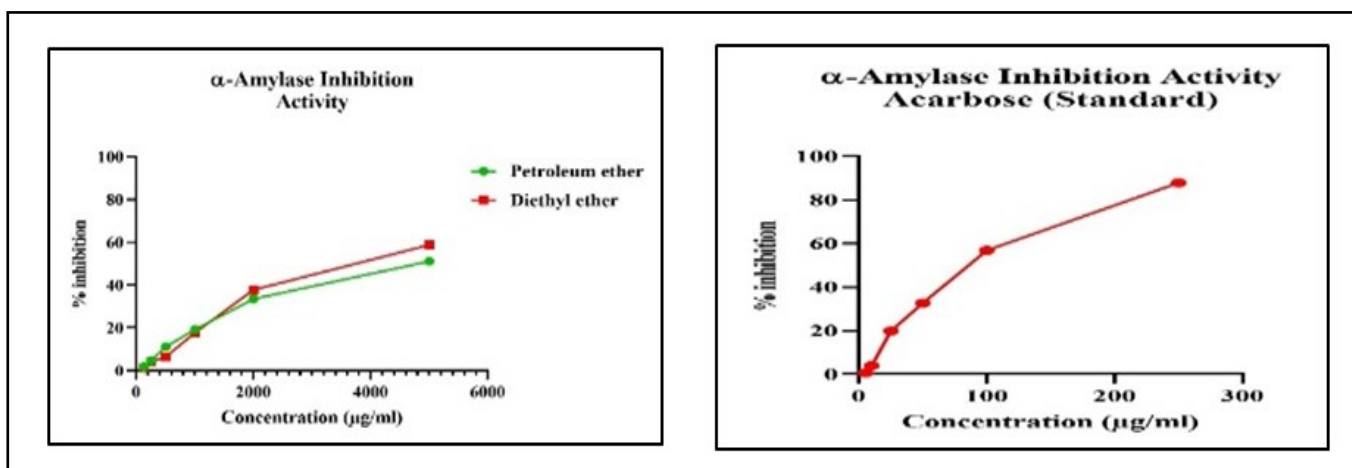 α-Amylase Inhibition
Activity
100
80
60
40
20
0
% inhibition
0
2000
4000
6000
Concentration (µg/ml)
Petroleum ether
Diethyl ether
α-Amylase Inhibition Activity
Acarbose (Standard)
100
80
60
40
20
0
% inhibition
0
100
200
300
Concentration (µg/ml)